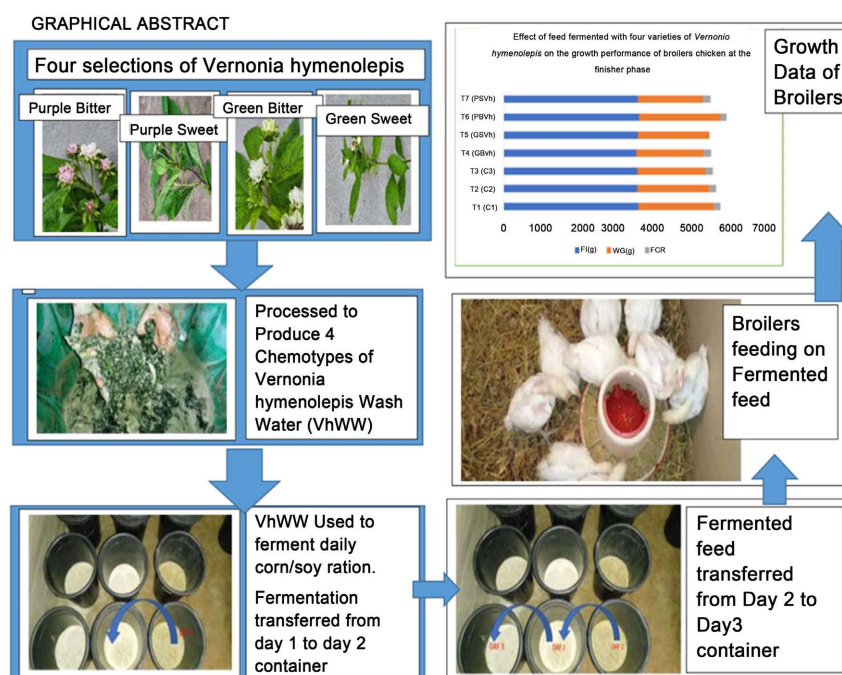 GRAPHICAL ABSTRACT
Four selections of Vernonia hymenolepis
Purple Bitter
Purple Sweet
Green Bitter
Green Sweet
Processed to
Produce 4
Chemotypes of
Vernonia
hymenolepis Wash
Water (VhWW)
VhWW Used to
ferment daily
corn/soy ration.
Fermentation
transferred from
day 1 to day 2
container
DAY 3
DAY 2
DAY 1
Fermented
feed
transferred
from Day 2 to
Day3
container
Broilers
feeding on
Fermented
feed
Effect of feed fermented with four varieties of Vernonio
hymenolepis on the growth performance of broilers chicken at the
finisher phase
T7 (PSVh)
T6 (PBVh)
T5 (GSVh)
T4 (GBvh)
T3 (C3)
T2 (C2)
T1 (C1)
0 1000 2000 3000 4000 5000 6000 7000
FI(g) WG(g) FCR
Growth
Data of
Broilers